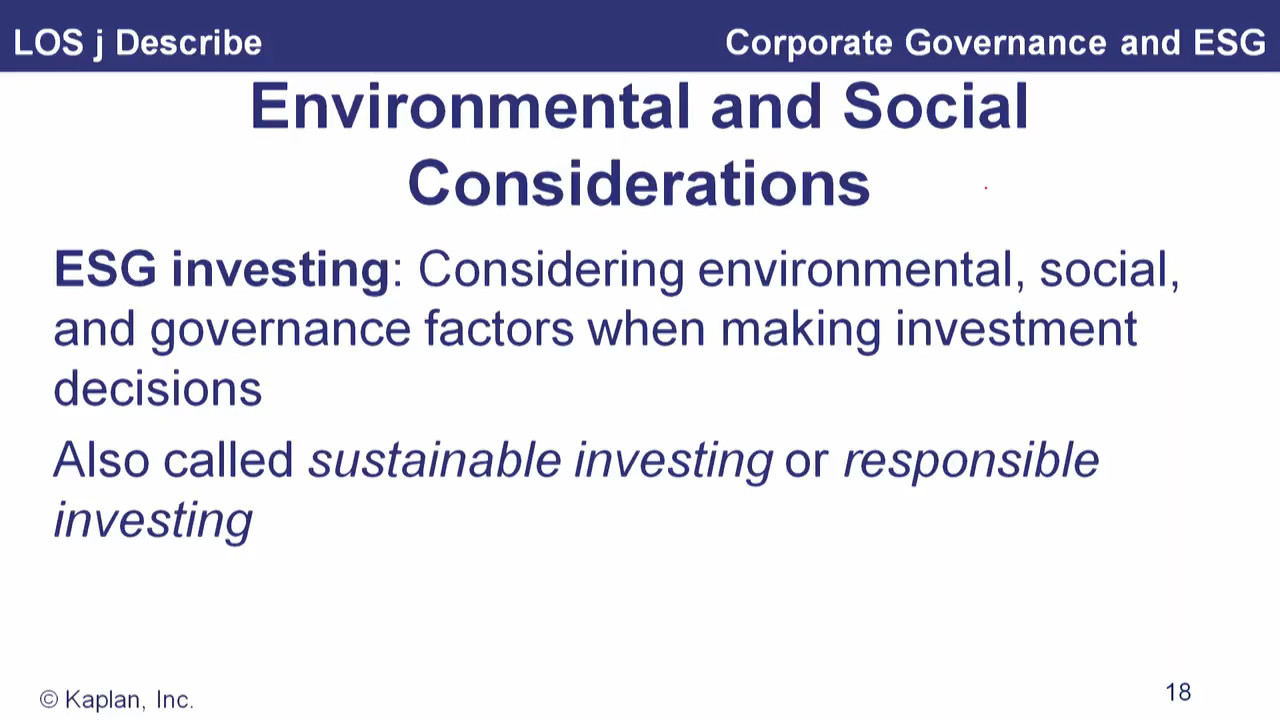 LOS j Describe
Corporate Governance and ESG
Environmental and Social
Considerations
ESG investing: Considering environmental, social,
and governance factors when making investment
decisions
Also called sustainable investing or responsible
investing
© Kaplan, Inc.
18